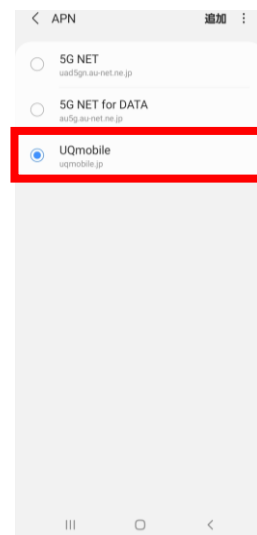 APN 追加
5G NET
uad5gn.au-net.ne.jp
5G NET for DATA
au5g.au-net.ne.jp
UQmobile
uqmobile.jp